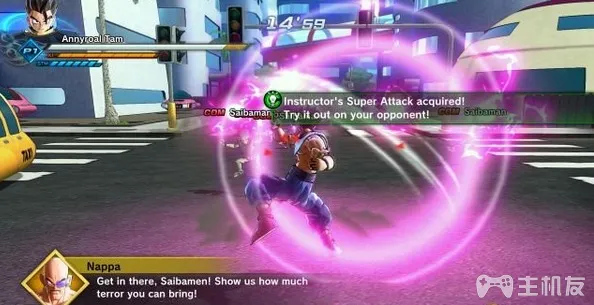 14'59
Annyroal Tam
P1
Instructor's Super Attack acquired!
Try it out on your opponent!
COM Saibaman
COM Saibaman
TAXI
Nappa
Get in there, Saibamen! Show us how much
terror you can bring!
主机友